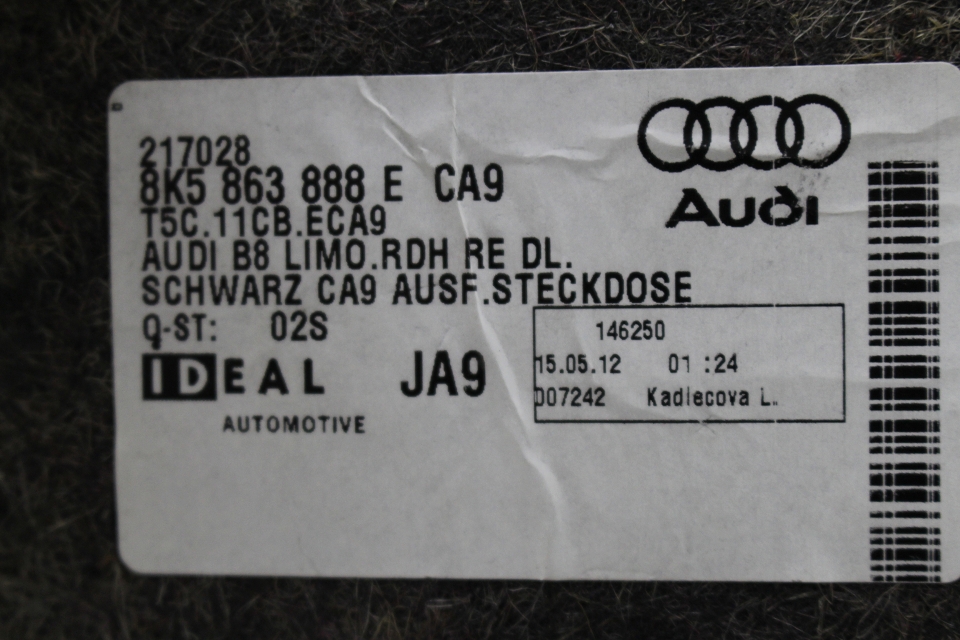 217028
8K5 863 888 E CA9
T5C.11CB.ECA9
AUDI B8 LIMO.RDH RE DL.
SCHWARZ CA9 AUSF.STECKDOSE
Q-ST: 02S
IDEAL JA9
AUTOMOTIVE
Audi
146250
15.05.12 01:24
D07242 Kadlecova L.